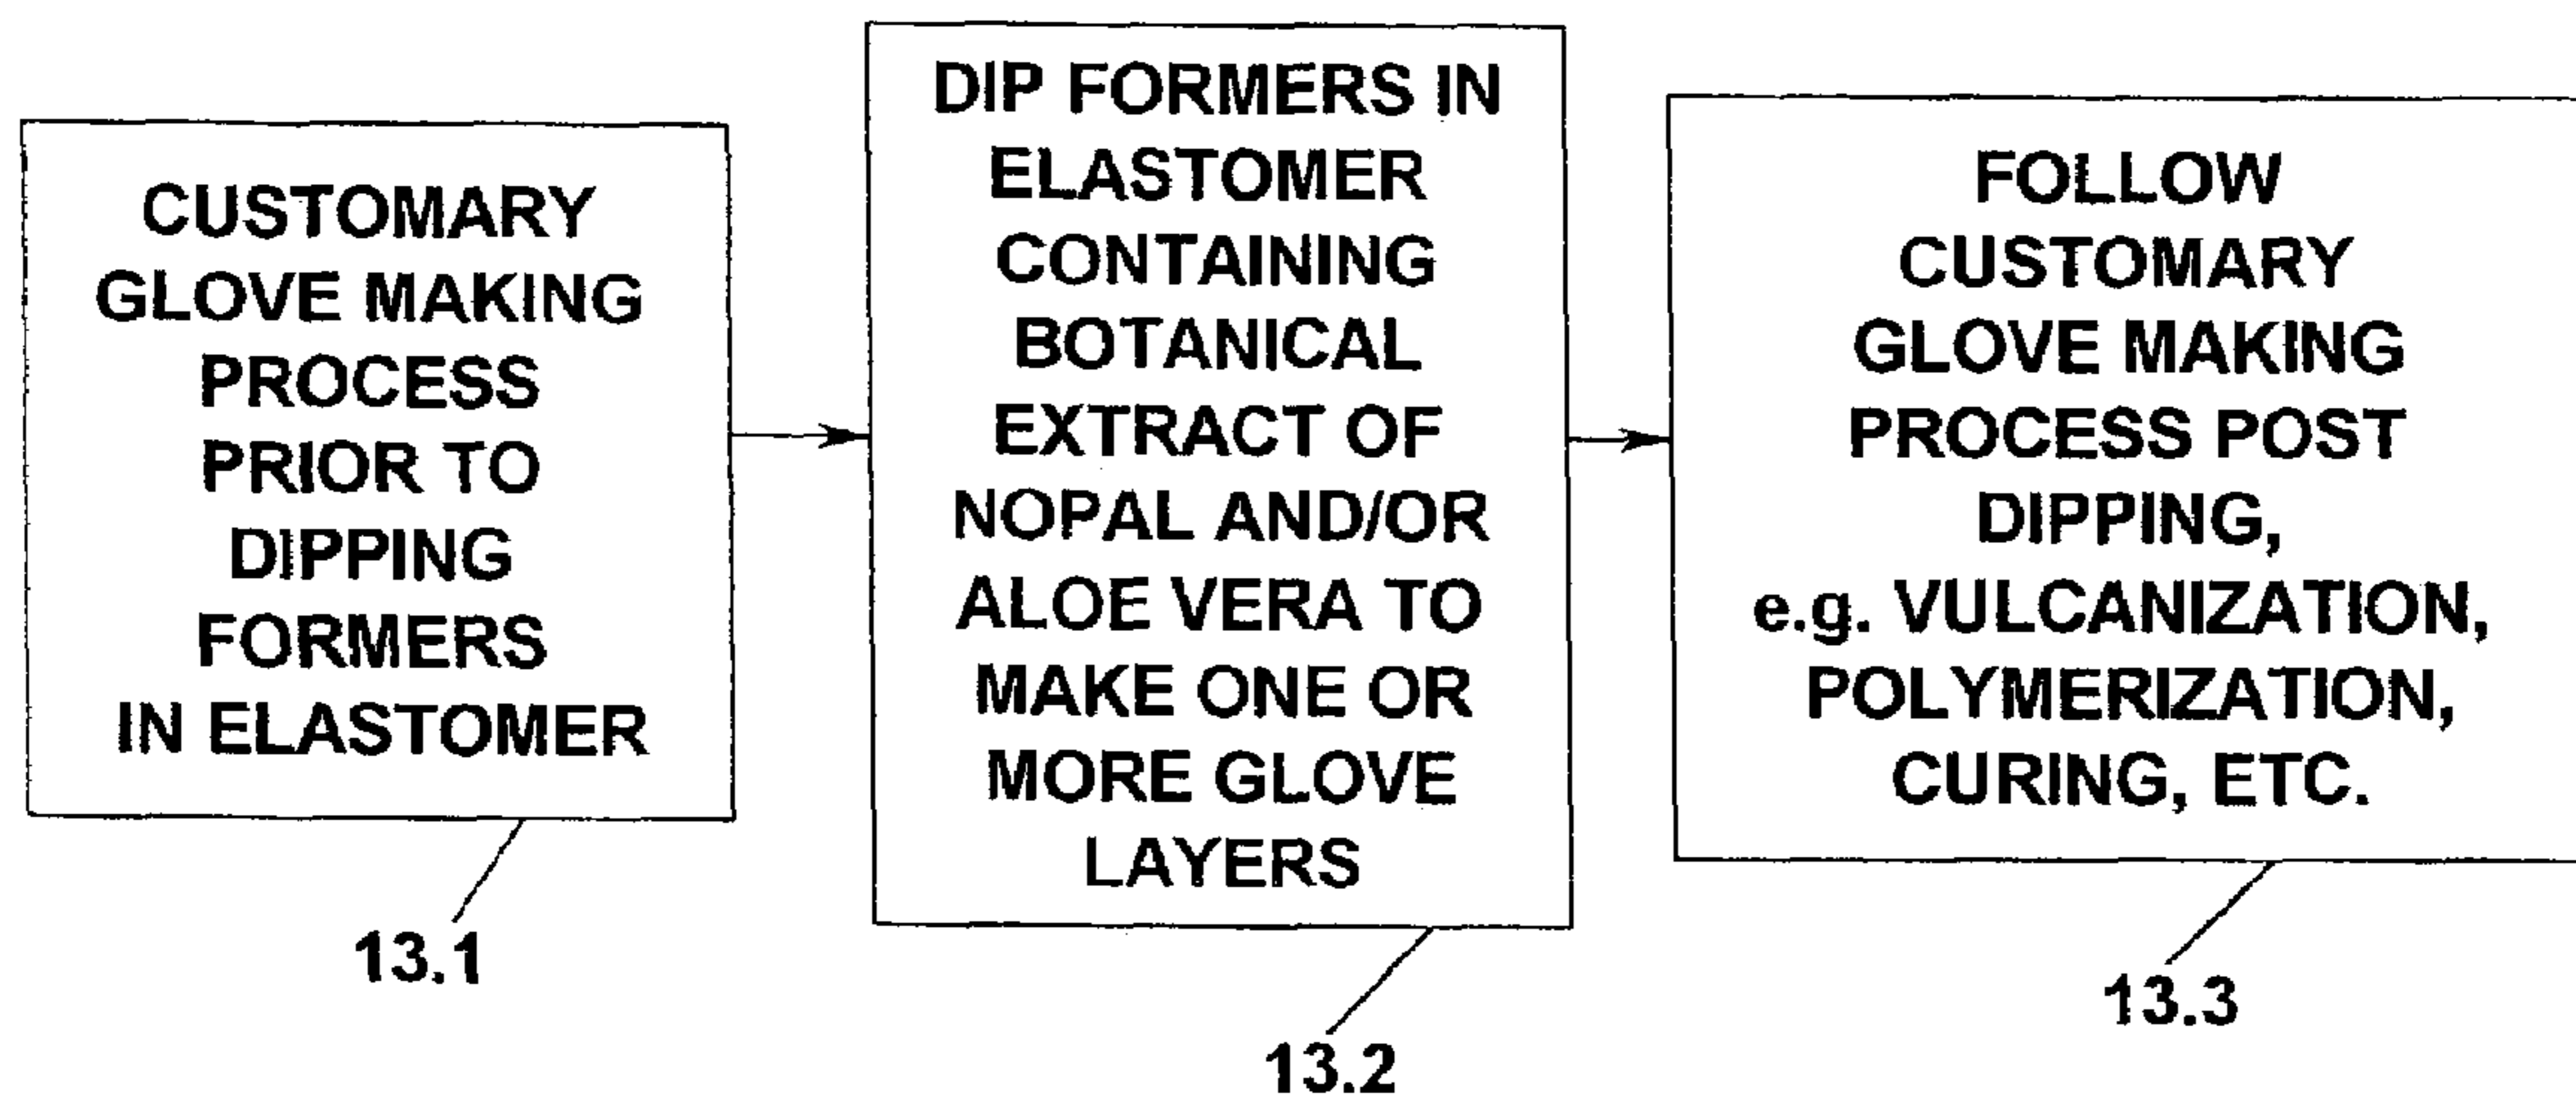 CUSTOMARY
GLOVE MAKING
PROCESS
PRIOR TO
DIPPING
FORMERS
IN ELASTOMER
13.1
DIP FORMERS IN
ELASTOMER
CONTAINING
BOTANICAL
EXTRACT OF
NOPAL AND/OR
ALOE VERA TO
MAKE ONE OR
MORE GLOVE
LAYERS
13.2
FOLLOW
CUSTOMARY
GLOVE MAKING
PROCESS POST
DIPPING,
e.g. VULCANIZATION,
POLYMERIZATION,
CURING, ETC.
13.3